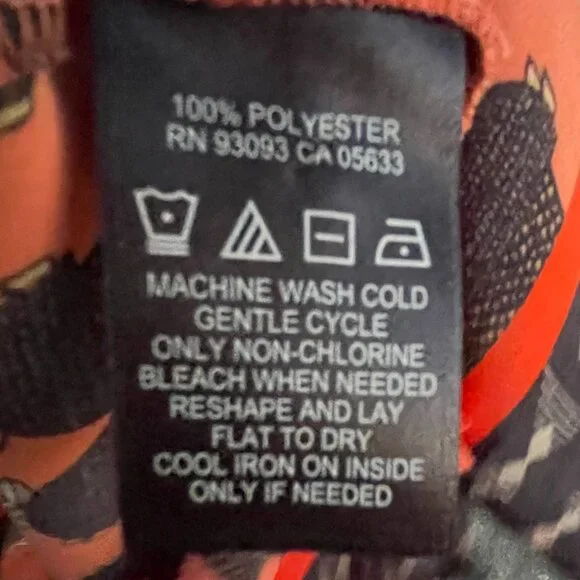 100% POLYESTER
RN 93093 CA 05633
MACHINE WASH COLD
GENTLE CYCLE
ONLY NON-CHLORINE
BLEACH WHEN NEEDED
RESHAPE AND LAY
FLAT TO DRY
COOL IRON ON INSIDE
ONLY IF NEEDED